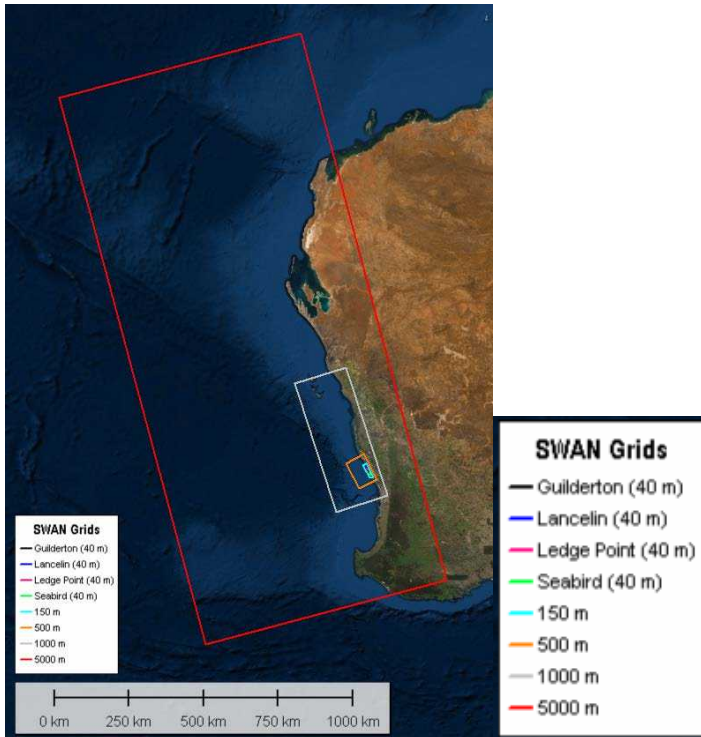 SWAN Grids
Guilderton (40 m)
Lancelin (40 m)
Ledge Point (40 m)
Seabird (40 m)
150 m
500 m
1000 m
5000 m
0 km 250 km 500 km 750 km 1000 km
SWAN Grids
Guilderton (40 m)
Lancelin (40 m)
Ledge Point (40 m)
Seabird (40 m)
150 m
500 m
1000 m
5000 m